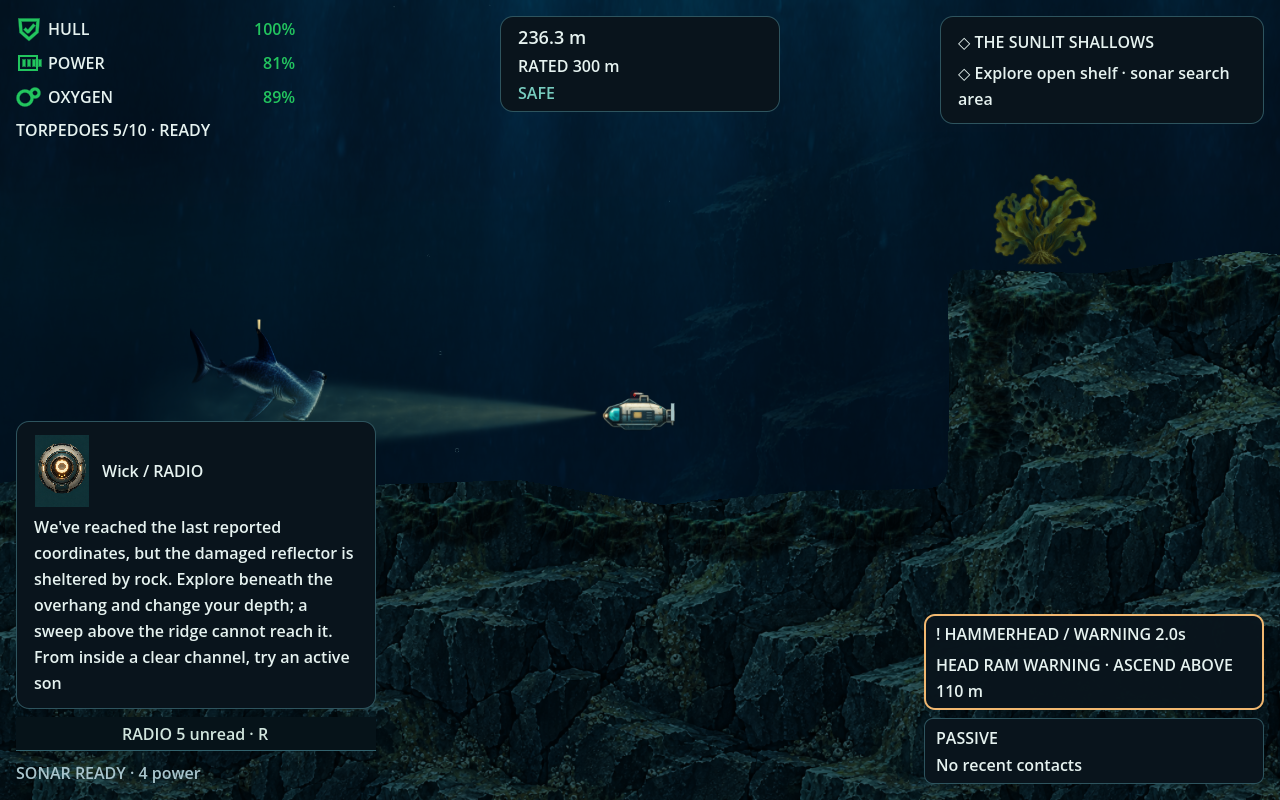 HULL 100%
POWER 81%
OXYGEN 89%
TORPEDOES 5/10 · READY
236.3 m
RATED 300 m
SAFE
◇ THE SUNLIT SHALLOWS
◇ Explore open shelf · sonar search
area
Wick / RADIO
We've reached the last reported
coordinates, but the damaged reflector is
sheltered by rock. Explore beneath the
overhang and change your depth; a
sweep above the ridge cannot reach it.
From inside a clear channel, try an active
son
RADIO 5 unread · R
SONAR READY · 4 power
! HAMMERHEAD / WARNING 2.0s
HEAD RAM WARNING · ASCEND ABOVE
110 m
PASSIVE
No recent contacts